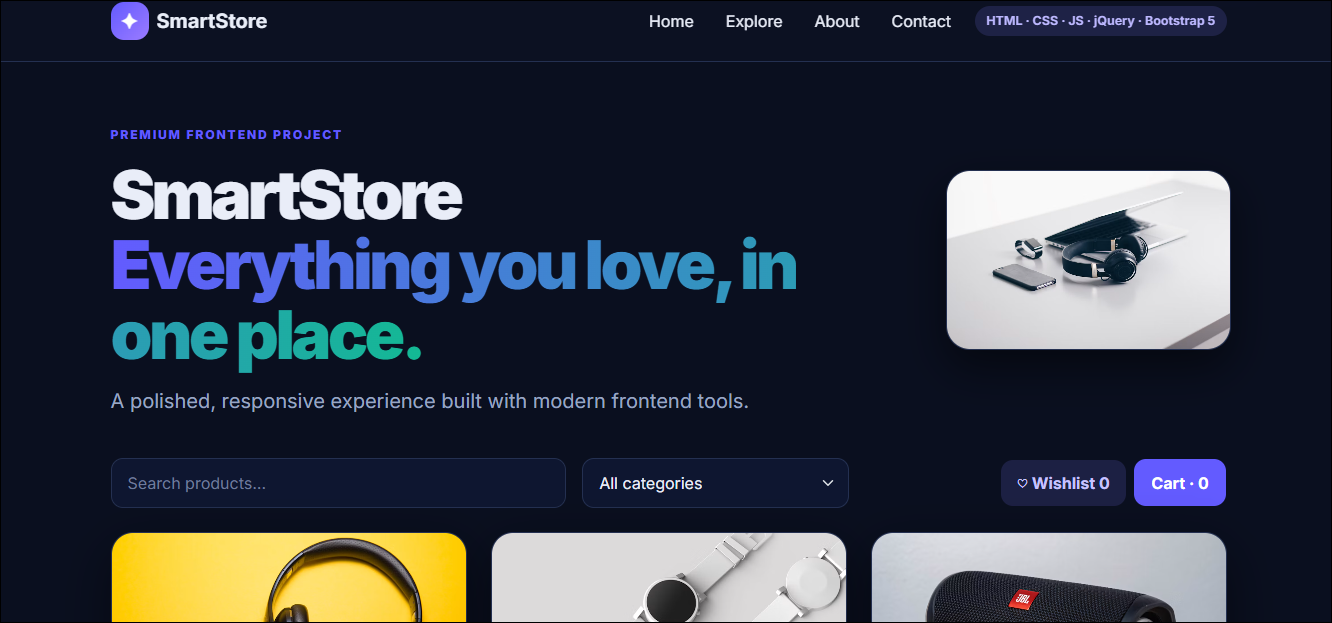 SmartStore
Home
Explore
About
Contact
HTML · CSS · JS · jQuery · Bootstrap 5
PREMIUM FRONTEND PROJECT
SmartStore
Everything you love, in
one place.
A polished, responsive experience built with modern frontend tools.
Search products...
All categories
♡ Wishlist 0
Cart · 0
JBL